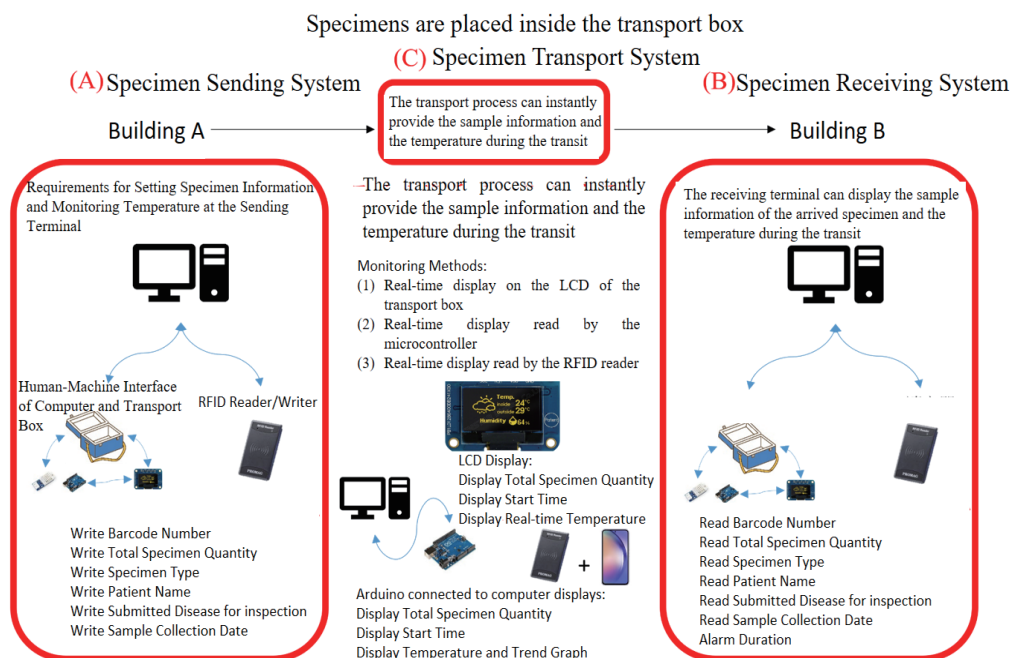 Specimens are placed inside the transport box
(C) Specimen Transport System
(A) Specimen Sending System
(B) Specimen Receiving System
Building A
The transport process can instantly
provide the sample information and
the temperature during the transit
Building B
Requirements for Setting Specimen Information
and Monitoring Temperature at the Sending
Terminal
Human-Machine Interface
of Computer and Transport
Box
RFID Reader/Writer
Write Barcode Number
Write Total Specimen Quantity
Write Specimen Type
Write Patient Name
Write Submitted Disease for inspection
Write Sample Collection Date
The transport process can instantly
provide the sample information and the
temperature during the transit
Monitoring Methods:
(1) Real-time display on the LCD of the
transport box
(2) Real-time display read by the
microcontroller
(3) Real-time display read by the RFID reader
Temp.
inside 24°C
outside 29°C
Humidity 64%
LCD Display:
Display Total Specimen Quantity
Display Start Time
Display Real-time Temperature
+
Arduino connected to computer displays:
Display Total Specimen Quantity
Display Start Time
Display Temperature and Trend Graph
The receiving terminal can display the sample
information of the arrived specimen and the
temperature during the transit
Read Barcode Number
Read Total Specimen Quantity
Read Specimen Type
Read Patient Name
Read Submitted Disease for inspection
Read Sample Collection Date
Alarm Duration